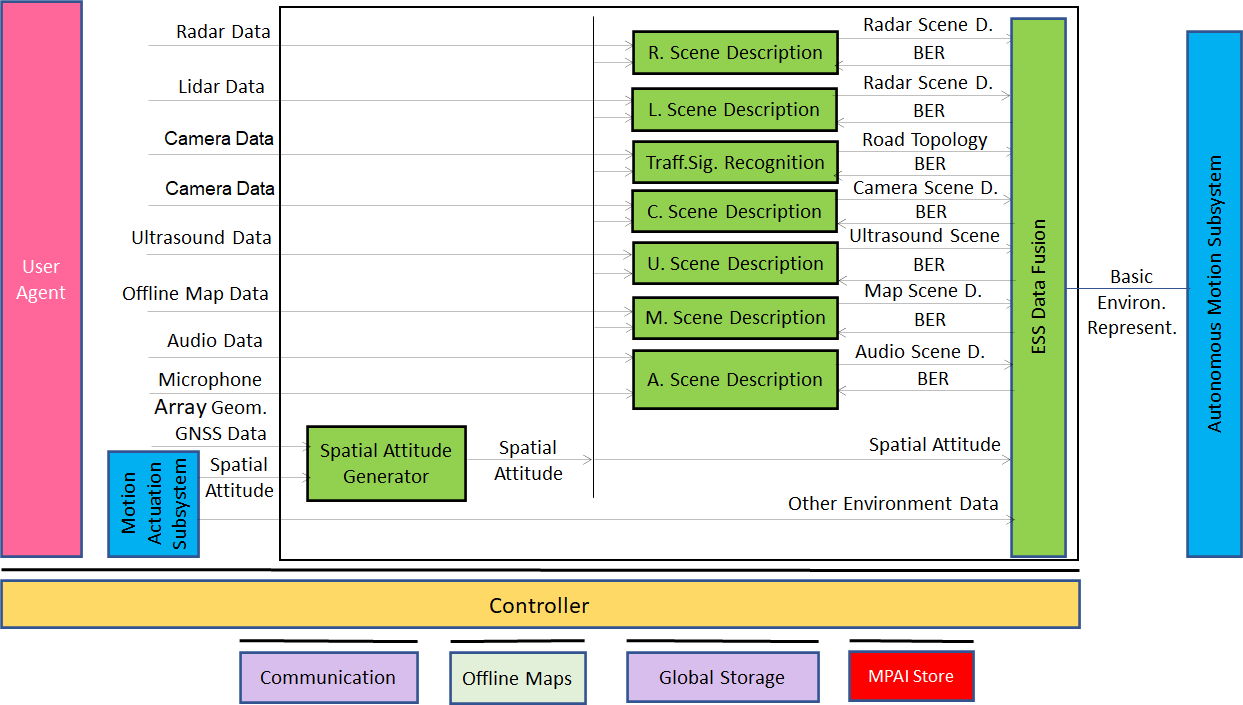 User
Agent
Radar Data
Lidar Data
Camera Data
Camera Data
Ultrasound Data
Offline Map Data
Audio Data
Microphone
Array Geom.
GNSS Data
Spatial
Attitude
Motion
Actuation
Subsystem
Spatial Attitude
Generator
Spatial
Attitude
R. Scene Description
L. Scene Description
Traff.Sig. Recognition
C. Scene Description
U. Scene Description
M. Scene Description
A. Scene Description
Radar Scene D.
BER
Radar Scene D.
BER
Road Topology
BER
Camera Scene D.
BER
Ultrasound Scene
BER
Map Scene D.
BER
Audio Scene D.
BER
Spatial Attitude
Other Environment Data
ESS Data Fusion
Basic
Environ.
Represent.
Autonomous Motion Subsystem
Controller
Communication
Offline Maps
Global Storage
MPAI Store